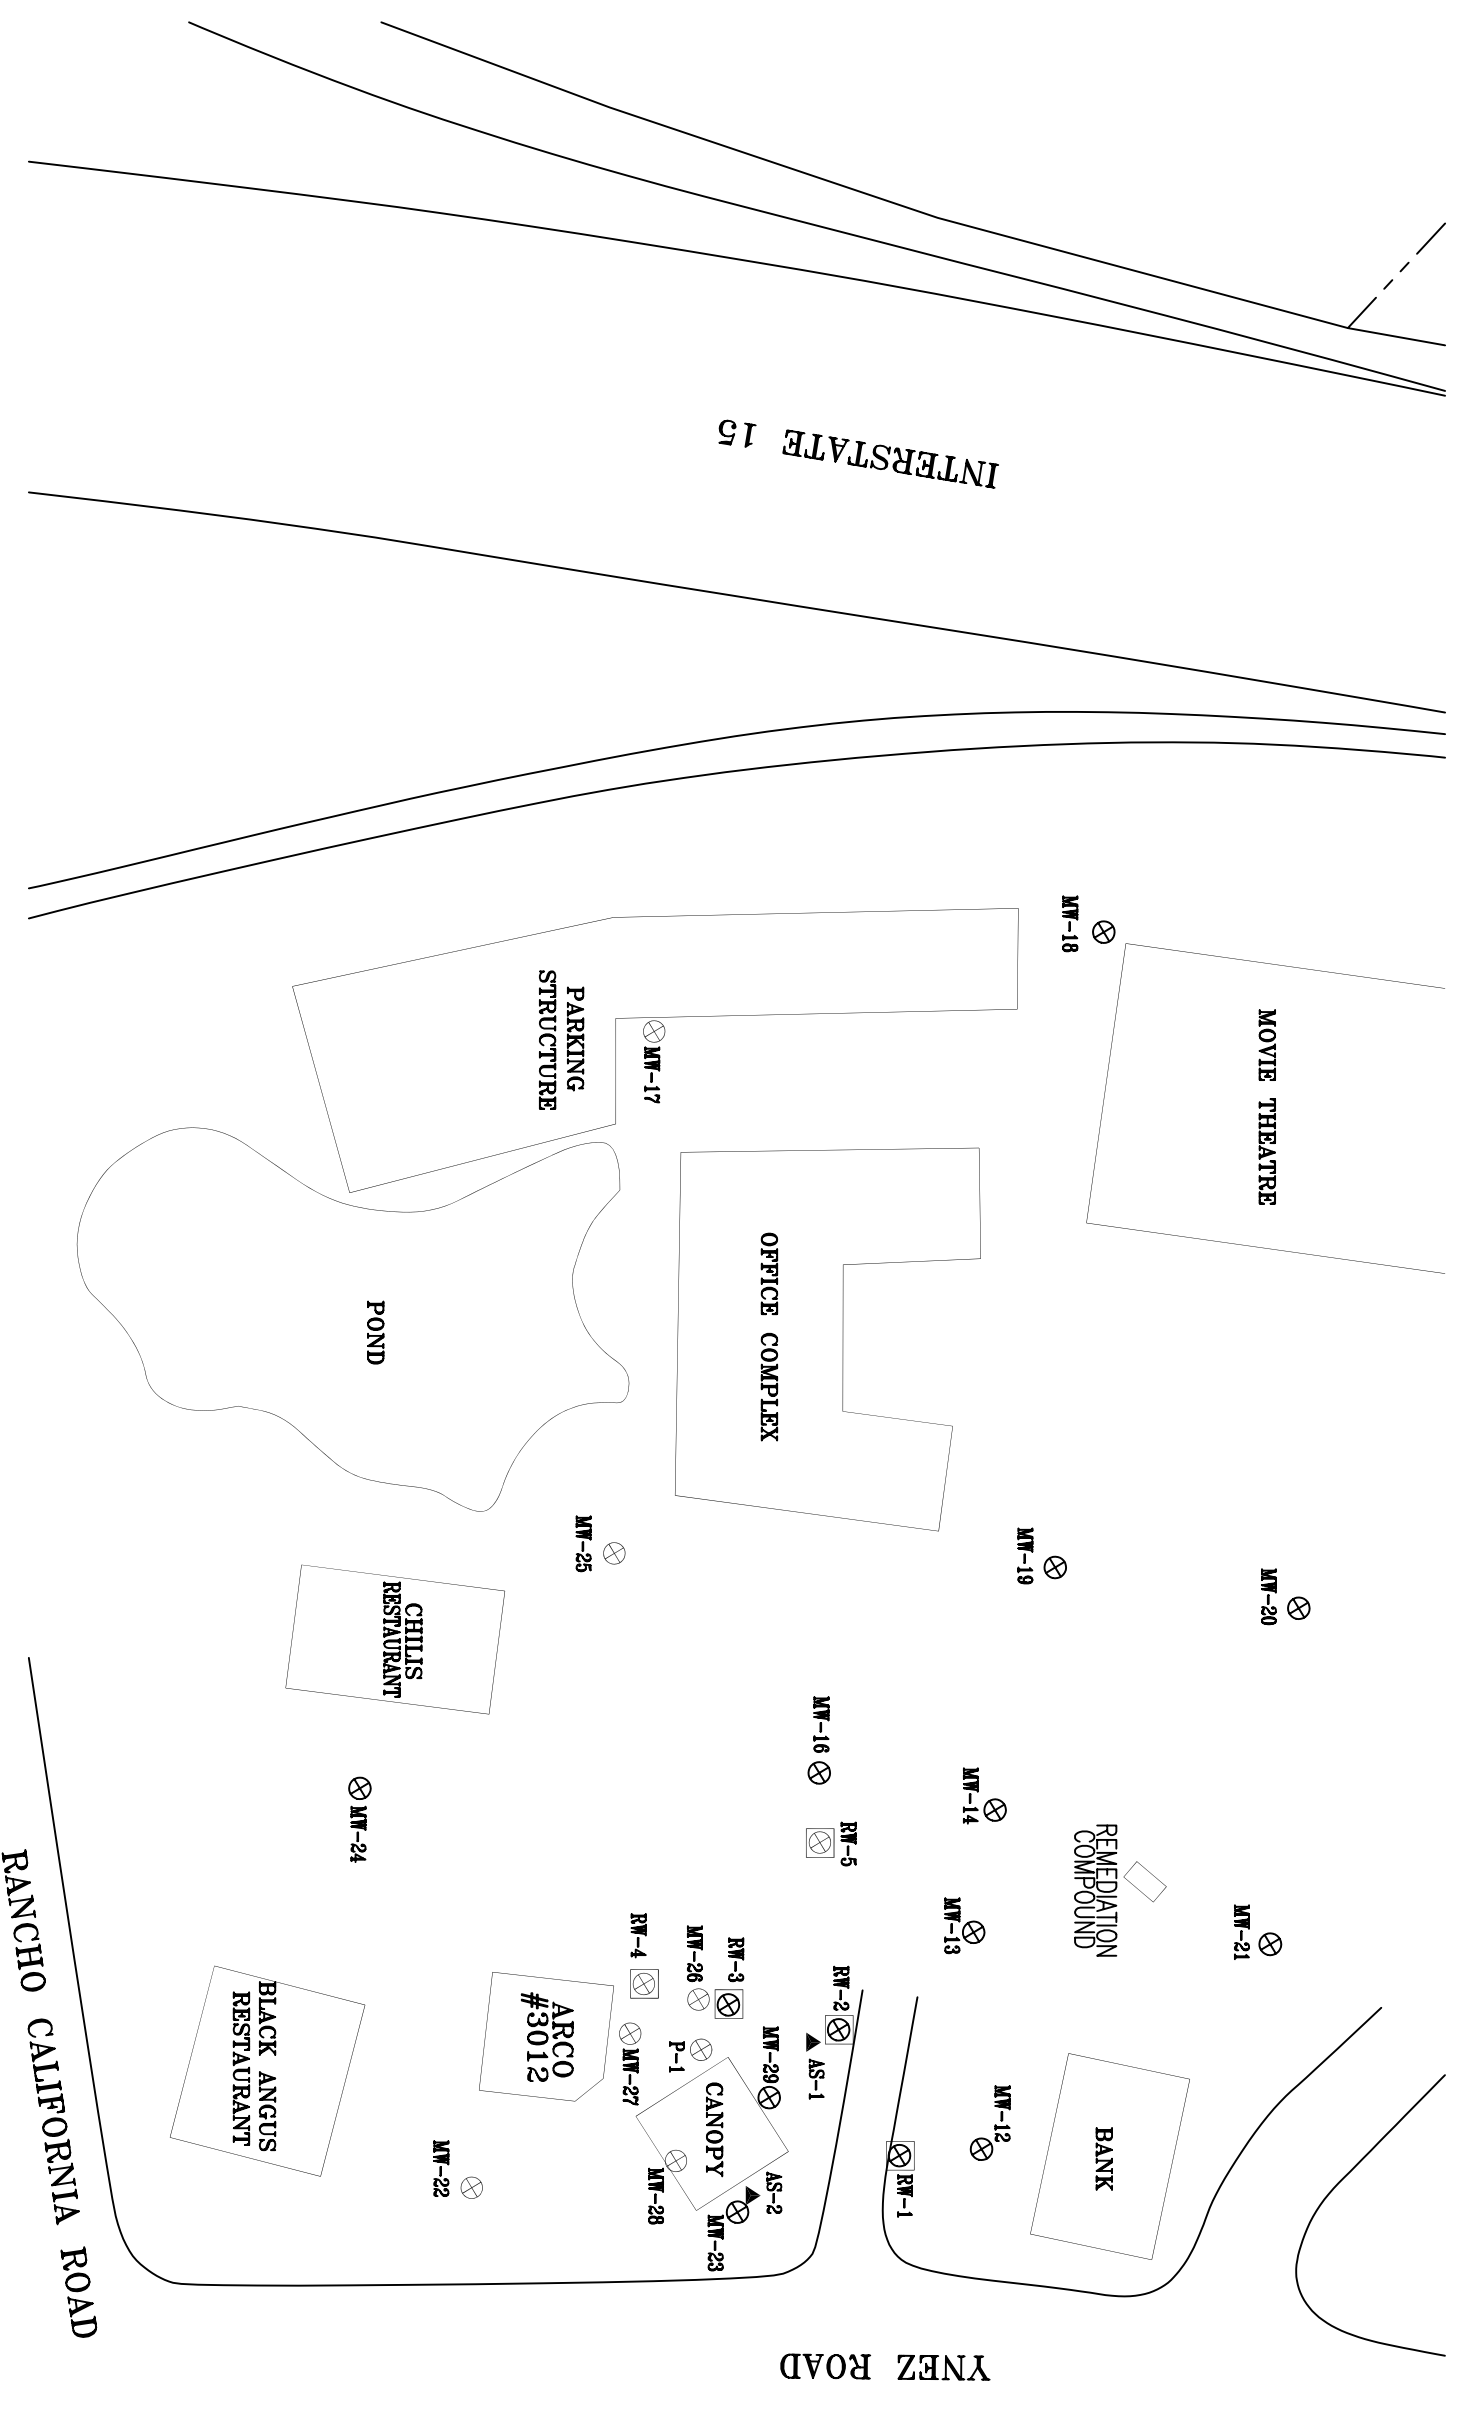 INTERSTATE 15
MW-18
MOVIE THEATRE
PARKING
STRUCTURE
MW-17
OFFICE COMPLEX
POND
MW-25
MW-19
MW-20
CHILIS
RESTAURANT
MW-16
MW-14
MW-24
RW-5
REMEDIATION
COMPOUND
MW-13
MW-21
RW-4
MW-26
RW-3
RW-2
MW-29
AS-1
P-1
MW-27
ARCO
#3012
BLACK ANGUS
RESTAURANT
CANOPY
MW-12
BANK
MW-22
MW-28
AS-2
MW-23
RW-1
RANCHO CALIFORNIA ROAD
YNEZ ROAD